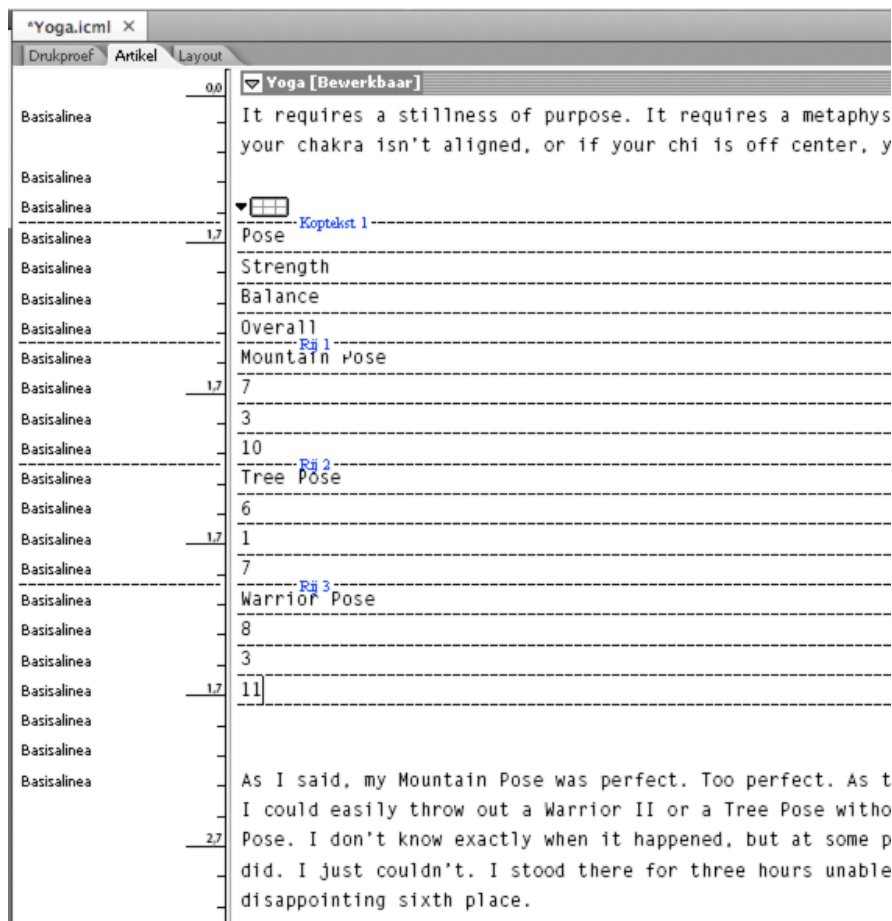 *Yoga.icml ×
Drukproef Artikel Layout
0,0 Yoga [Bewerkbaar]
Basisalinea It requires a stillness of purpose. It requires a metaphys
your chakra isn't aligned, or if your chi is off center, y
Basisalinea
Basisalinea
Koptekst 1
Basisalinea 1,7 Pose
Basisalinea Strength
Basisalinea Balance
Basisalinea Overall
Rij 1
Basisalinea Mountain Pose
Basisalinea 1,7 7
Basisalinea 3
Basisalinea 10
Rij 2
Basisalinea Tree Pose
Basisalinea 6
Basisalinea 1,7 1
Basisalinea 7
Rij 3
Basisalinea Warrior Pose
Basisalinea 8
Basisalinea 3
Basisalinea 1,7 11
Basisalinea
Basisalinea
Basisalinea As I said, my Mountain Pose was perfect. Too perfect. As t
I could easily throw out a Warrior II or a Tree Pose witho
2,7 Pose. I don't know exactly when it happened, but at some p
did. I just couldn't. I stood there for three hours unable
disappointing sixth place.